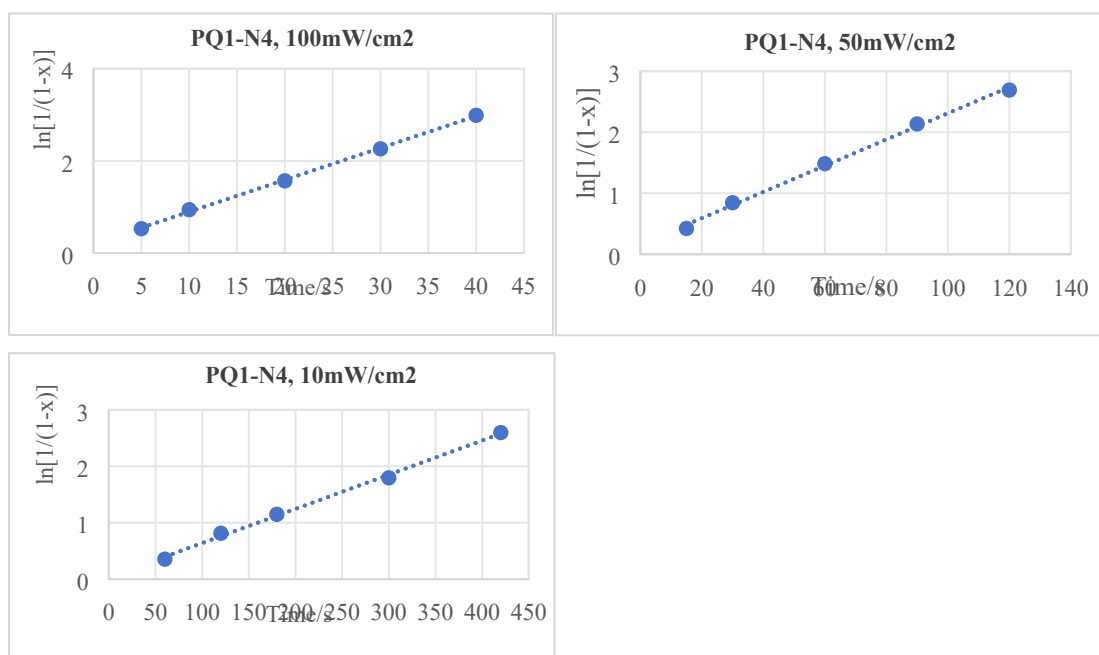 PQ1-N4, 100mW/cm2
ln[1/(1-x)]
4
2
0
0 5 10 15 20 25 30 35 40 45
Time/s
PQ1-N4, 50mW/cm2
ln[1/(1-x)]
3
2
1
0
0 20 40 60 80 100 120 140
Time/s
PQ1-N4, 10mW/cm2
ln[1/(1-x)]
3
2
1
0
0 50 100 150 200 250 300 350 400 450
Time/s